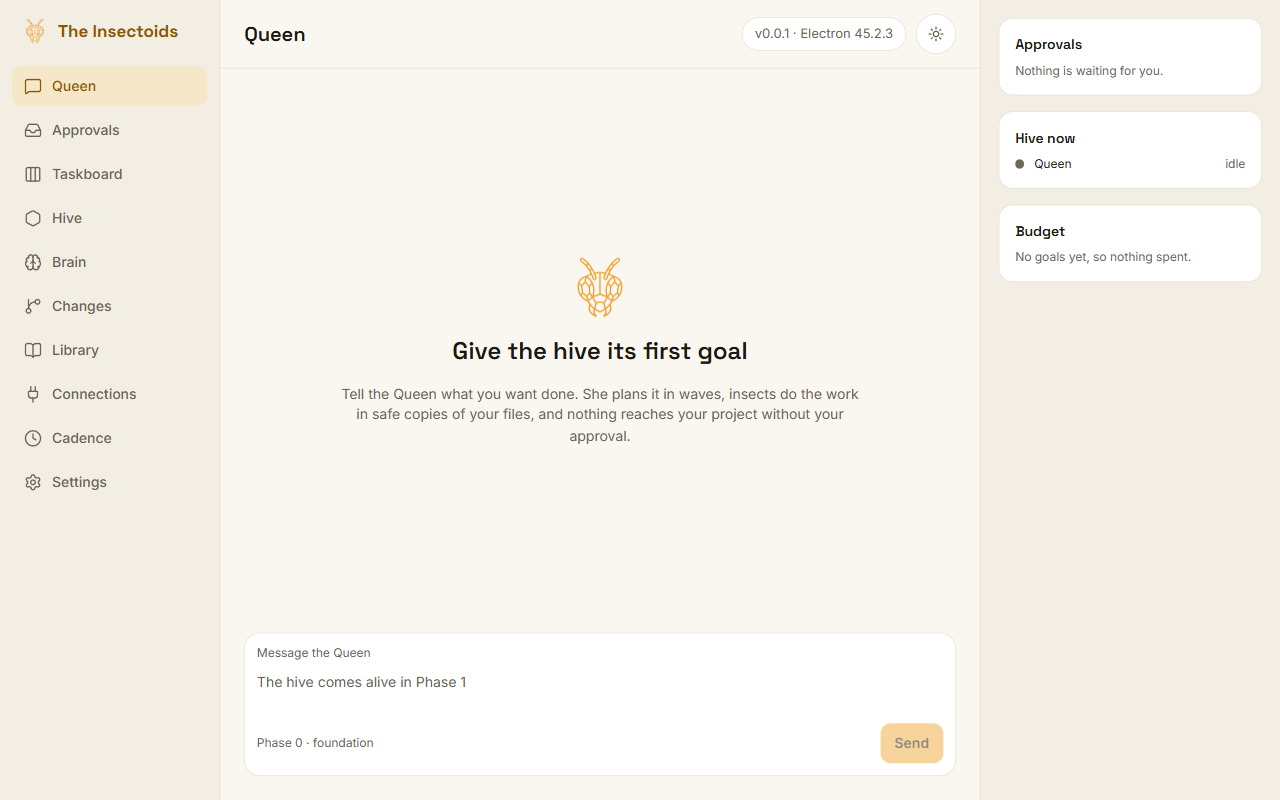 The Insectoids
Queen
Approvals
Taskboard
Hive
Brain
Changes
Library
Connections
Cadence
Settings
Queen
v0.0.1 · Electron 45.2.3
Give the hive its first goal
Tell the Queen what you want done. She plans it in waves, insects do the work
in safe copies of your files, and nothing reaches your project without your
approval.
Message the Queen
The hive comes alive in Phase 1
Phase 0 · foundation
Send
Approvals
Nothing is waiting for you.
Hive now
Queen idle
Budget
No goals yet, so nothing spent.